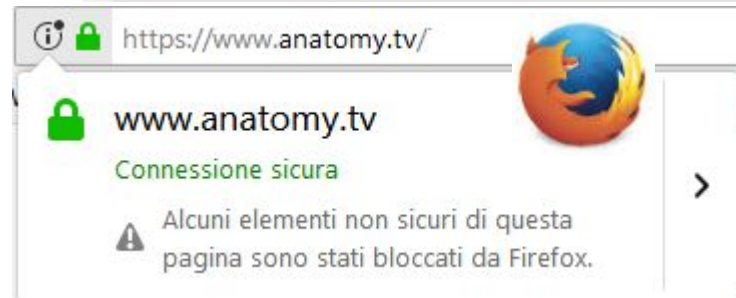 https://www.anatomy.tv/
www.anatomy.tv
Connessione sicura
Alcuni elementi non sicuri di questa
pagina sono stati bloccati da Firefox.